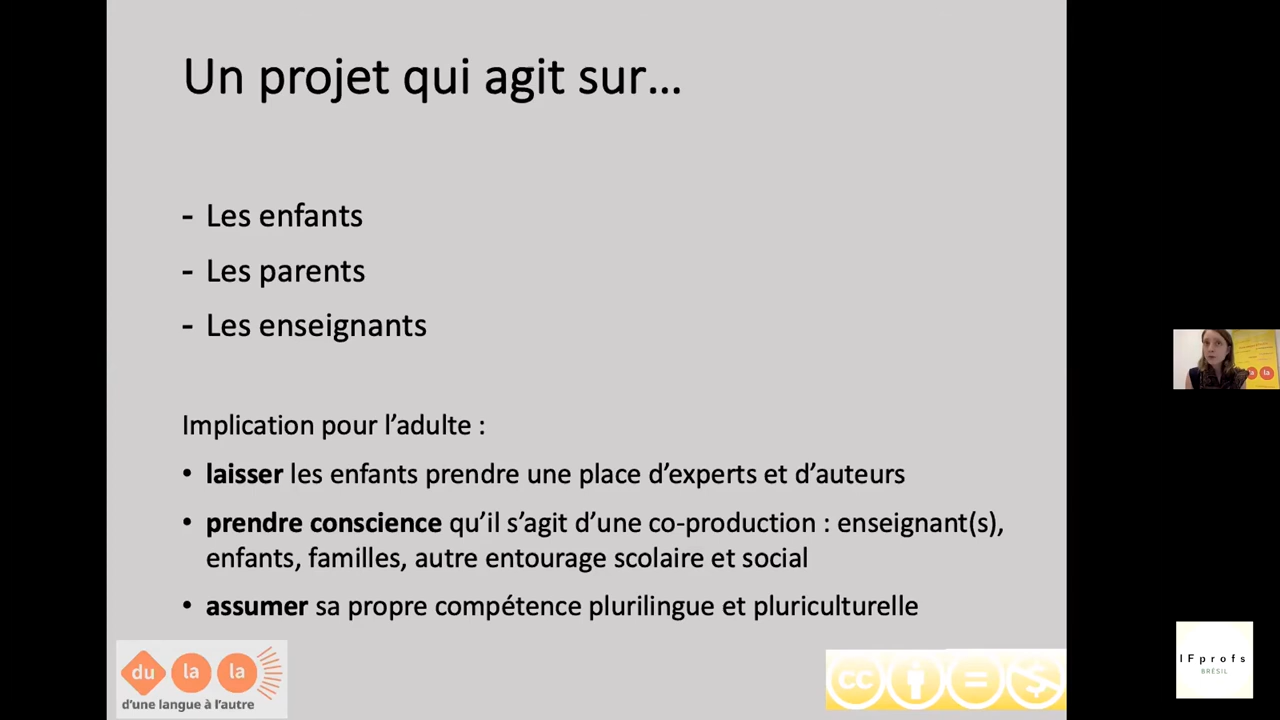 Un projet qui agit sur...
- Les enfants
- Les parents
- Les enseignants
Implication pour l'adulte :
• laisser les enfants prendre une place d'experts et d'auteurs
• prendre conscience qu'il s'agit d'une co-production : enseignant(s),
enfants, familles, autre entourage scolaire et social
• assumer sa propre compétence plurilingue et pluriculturelle
du la la
d'une langue à l'autre
cc
la
IFprofs
BRÉSIL